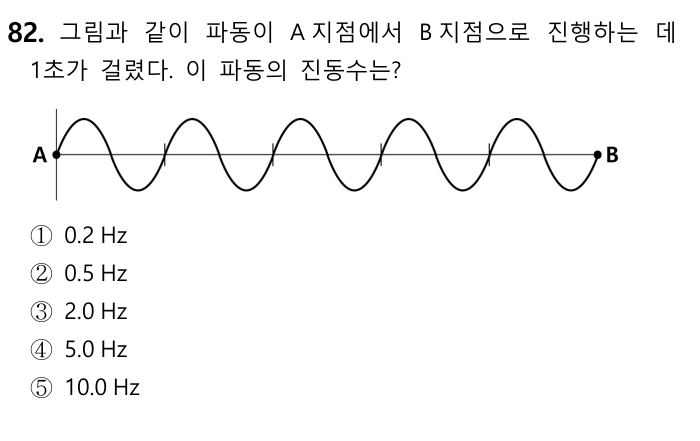 82. 그림과 같이 파동이 A 지점에서 B 지점으로 진행하는 데
1초가 걸렸다. 이 파동의 진동수는?
A B
① 0.2 Hz
② 0.5 Hz
③ 2.0 Hz
④ 5.0 Hz
⑤ 10.0 Hz